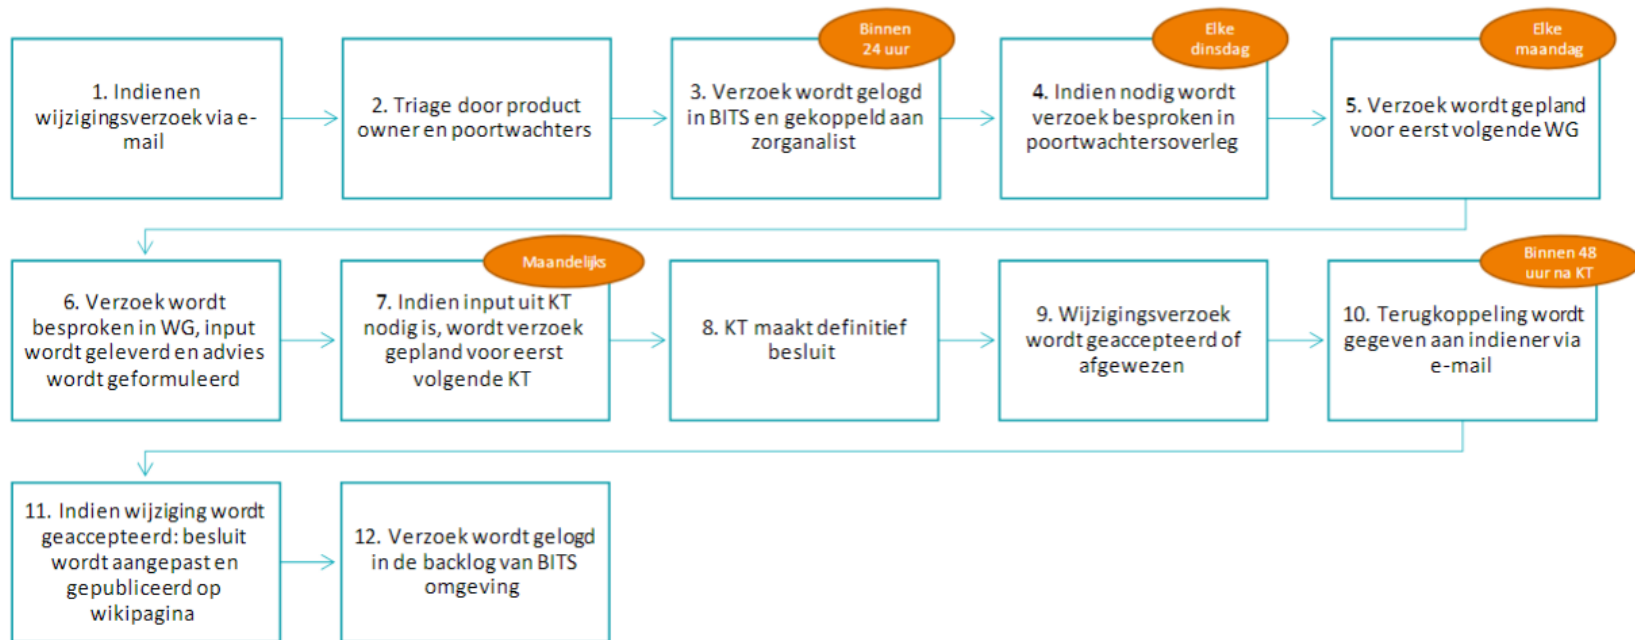 Binnen
24 uur
Elke
dinsdag
Elke
maandag
1. Indienen
wijzigingsverzoek via e-
mail
2. Triage door product
owner en poortwachters
3. Verzoek wordt gelogd
in BITS en gekoppeld aan
zorganalist
4. Indien nodig wordt
verzoek besproken in
poortwachtersoverleg
5. Verzoek wordt gepland
voor eerst volgende WG
Maandelijks
Binnen 48
uur na KT
6. Verzoek wordt
besproken in WG, input
wordt geleverd en advies
wordt geformuleerd
7. Indien input uit KT
nodig is, wordt verzoek
gepland voor eerst
volgende KT
8. KT maakt definitief
besluit
9. Wijzigingsverzoek
wordt geaccepteerd of
afgewezen
10. Terugkoppeling wordt
gegeven aan indiener via
e-mail
11. Indien wijziging wordt
geaccepteerd: besluit
wordt aangepast en
gepubliceerd op
wikipagina
12. Verzoek wordt gelogd
in de backlog van BITS
omgeving